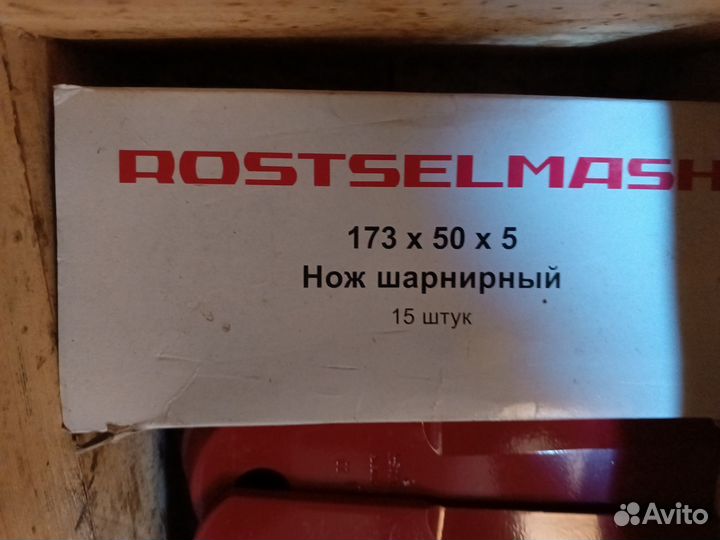 ROSTSELMASH
173 x 50 x 5
Нож шарнирный
15 штук
Avito